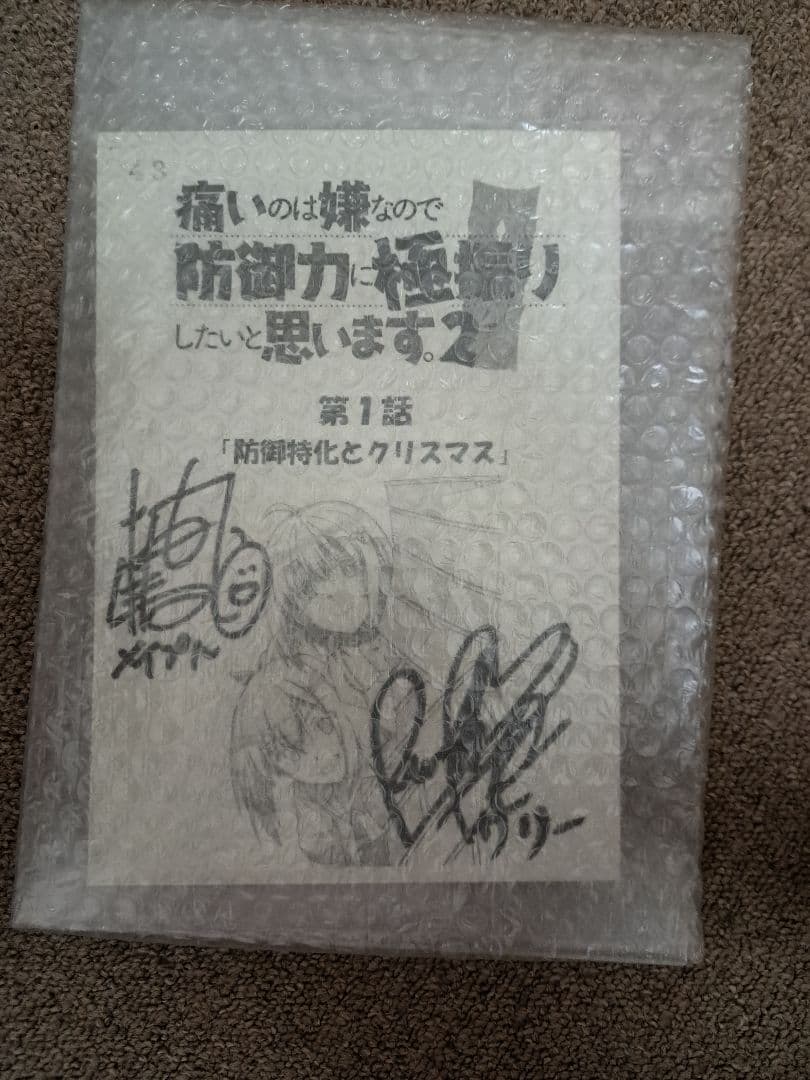 43
痛いのは嫌なので
防御力に極振り
したいと思います。2
第1話
「防御特化とクリスマス」
メイプル
サリー